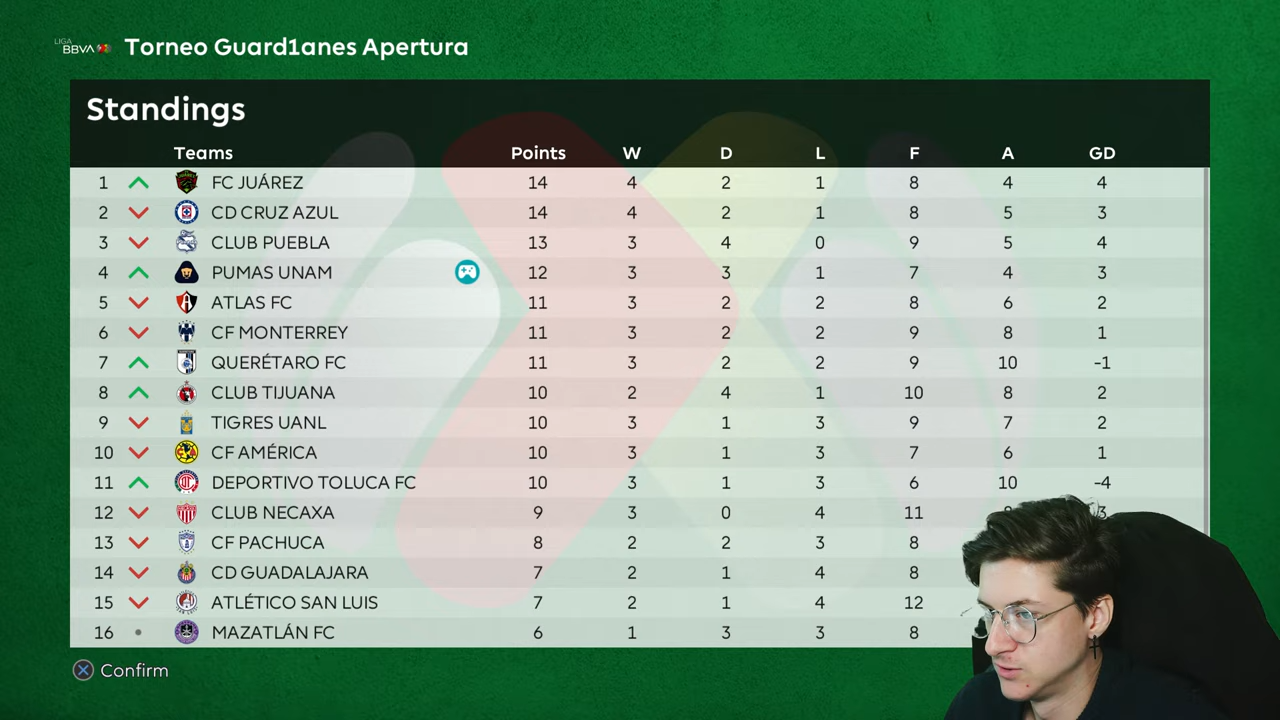 LIGA
BBVA Torneo Guard1anes Apertura
Standings
Teams Points W D L F A GD
1 FC JUÁREZ 14 4 2 1 8 4 4
2 CD CRUZ AZUL 14 4 2 1 8 5 3
3 CLUB PUEBLA 13 3 4 0 9 5 4
4 PUMAS UNAM 12 3 3 1 7 4 3
5 ATLAS FC 11 3 2 2 8 6 2
6 CF MONTERREY 11 3 2 2 9 8 1
7 QUERÉTARO FC 11 3 2 2 9 10 -1
8 CLUB TIJUANA 10 2 4 1 10 8 2
9 TIGRES UANL 10 3 1 3 9 7 2
10 CF AMÉRICA 10 3 1 3 7 6 1
11 DEPORTIVO TOLUCA FC 10 3 1 3 6 10 -4
12 CLUB NECAXA 9 3 0 4 11 3
13 CF PACHUCA 8 2 2 3 8
14 CD GUADALAJARA 7 2 1 4 8
15 ATLÉTICO SAN LUIS 7 2 1 4 12
16 MAZATLÁN FC 6 1 3 3 8
Confirm